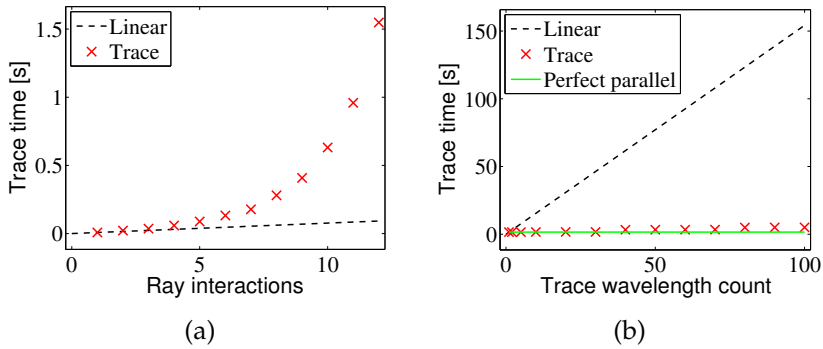 Trace time [s]
1.5
1
0.5
0
0
5
10
Ray interactions
Linear
Trace
(a)
Trace time [s]
150
100
50
0
0
50
100
Trace wavelength count
Linear
Trace
Perfect parallel
(b)